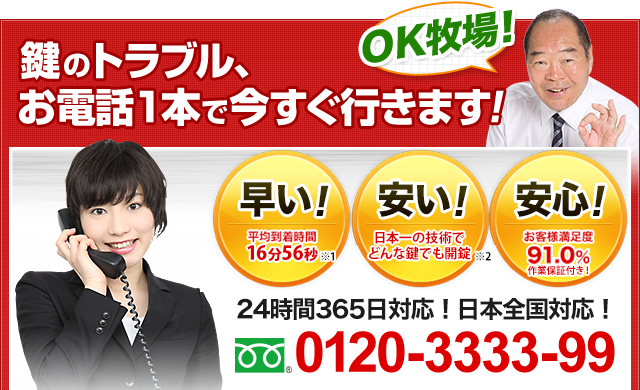 OK牧場!
鍵のトラブル、
お電話1本で今すぐ行きます!
早い!
平均到着時間
16分56秒 ※1
安い!
日本一の技術で
どんな鍵でも開錠 ※2
安心!
お客様満足度
91.0%
作業保証付き!
24時間365日対応！日本全国対応！
® 0120-3333-99